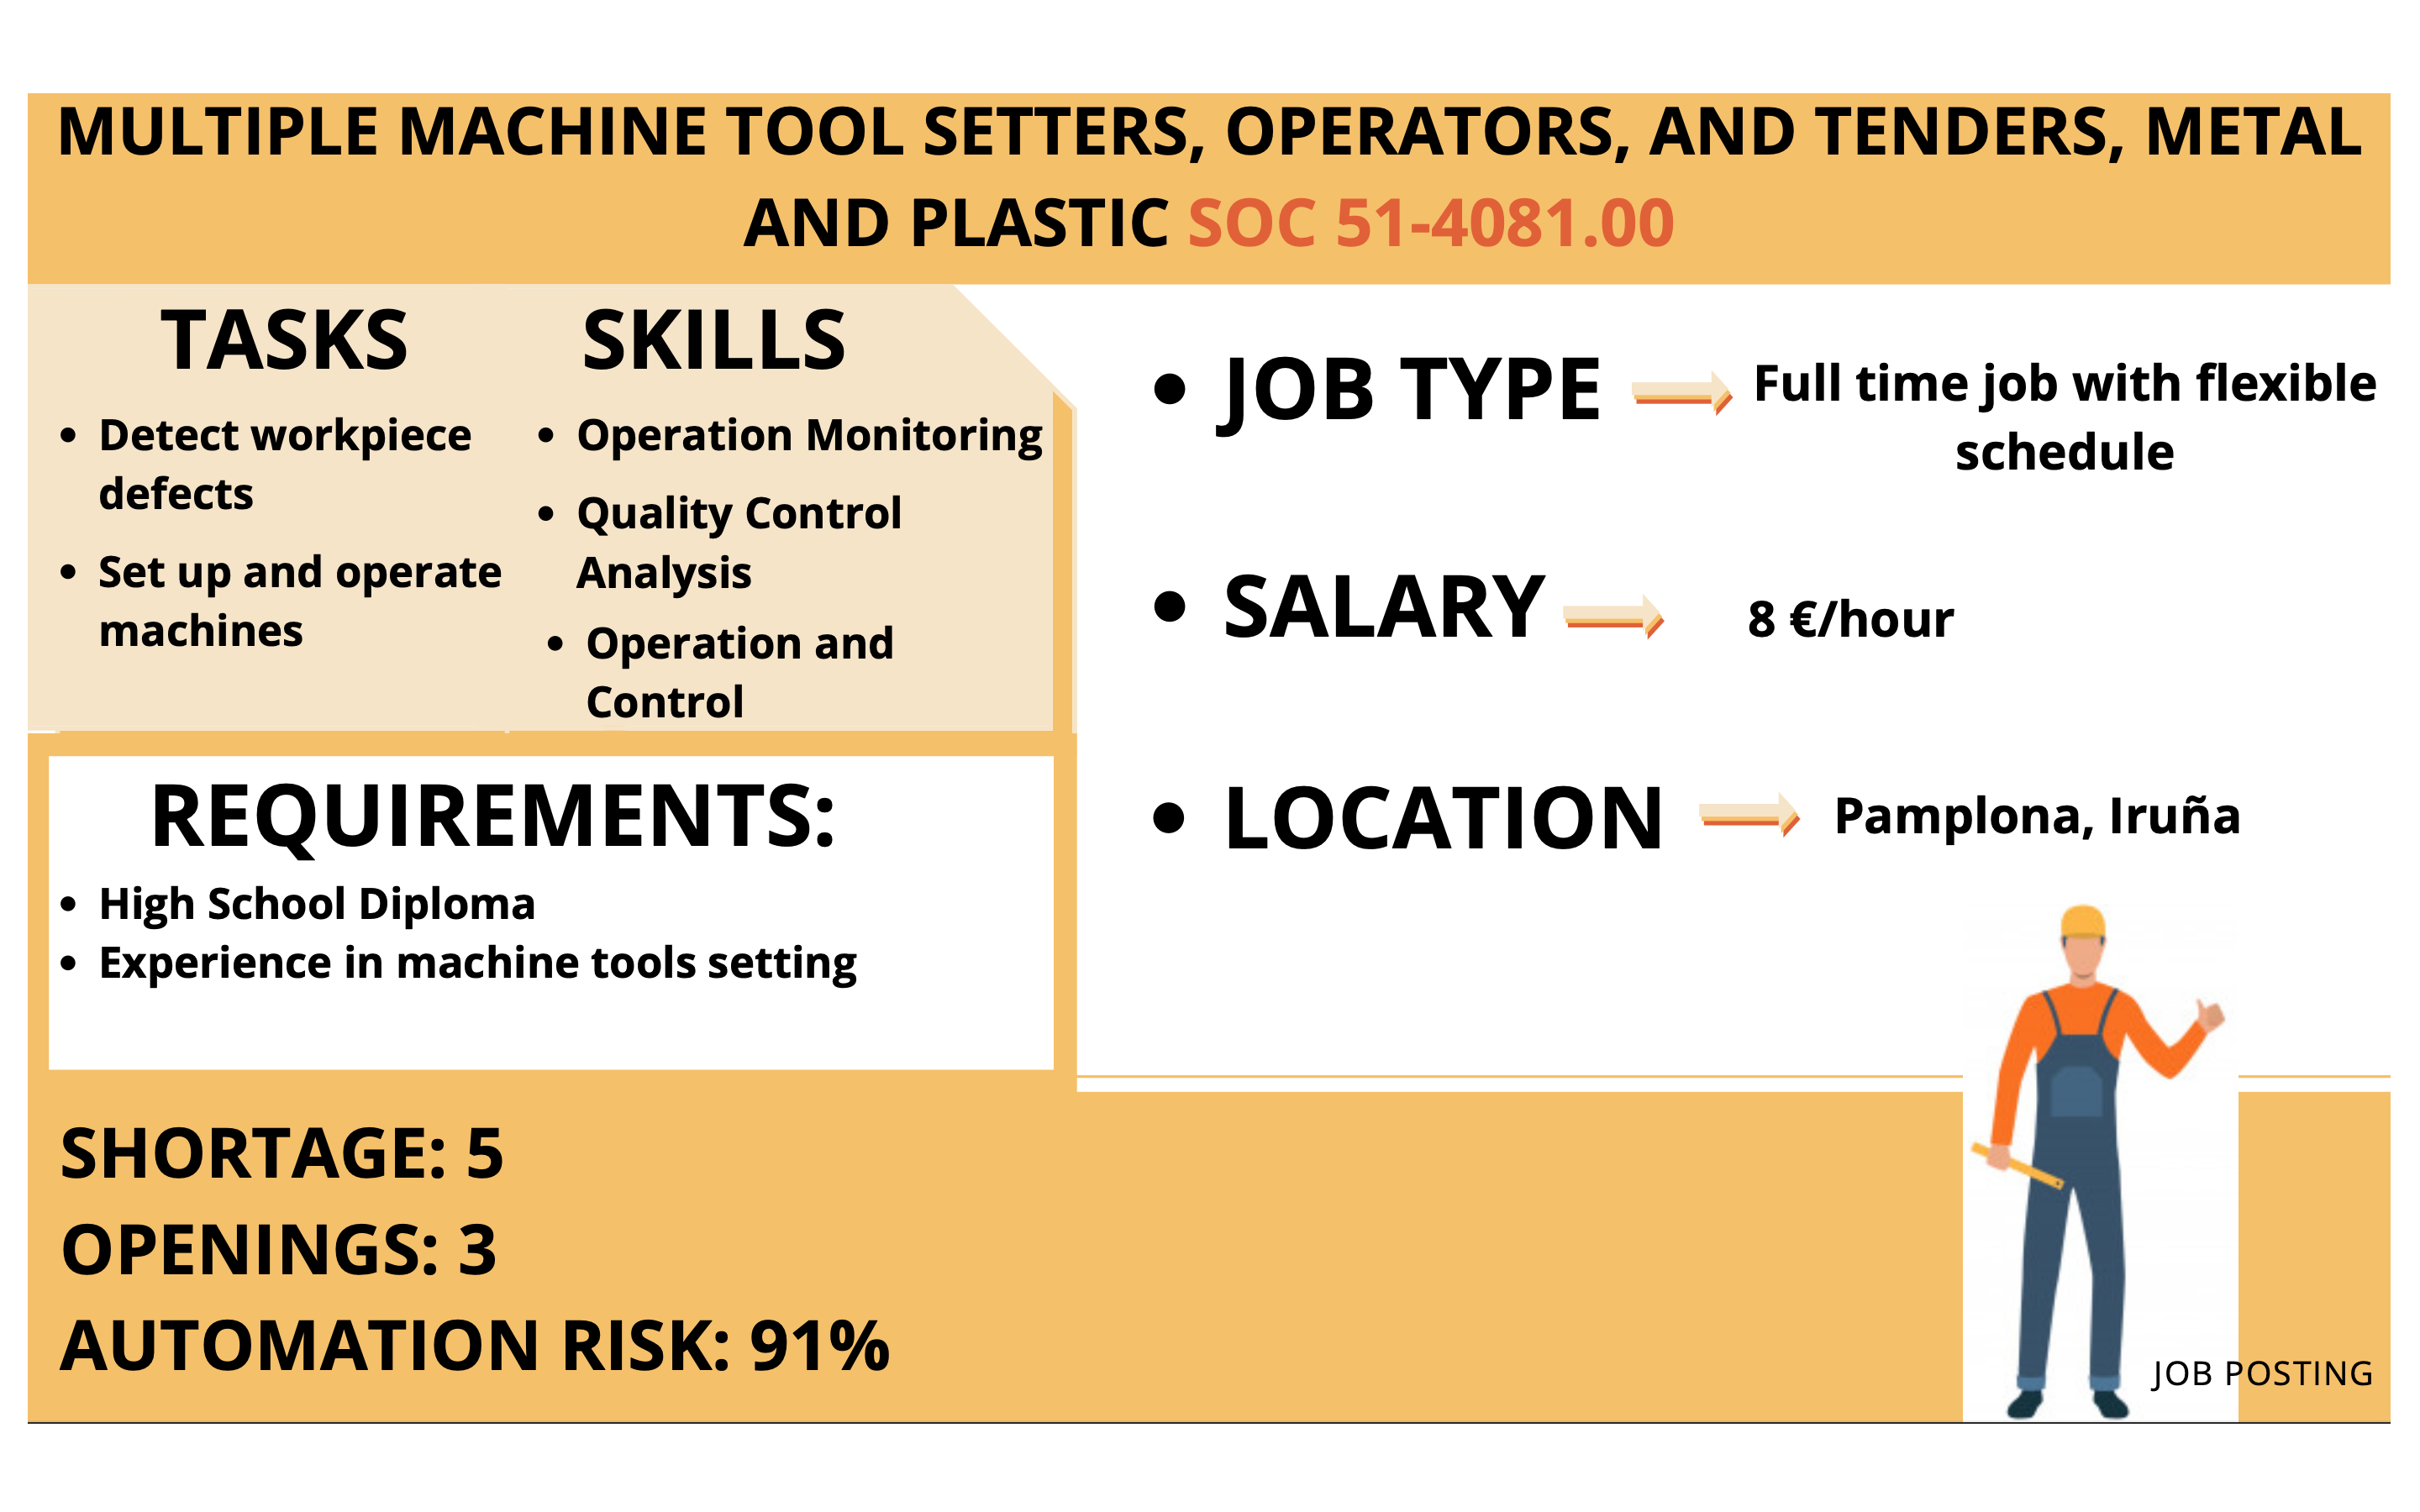 MULTIPLE MACHINE TOOL SETTERS, OPERATORS, AND TENDERS, METAL
AND PLASTIC SOC 51-4081.00
TASKS
• Detect workpiece
defects
• Set up and operate
machines
SKILLS
• Operation Monitoring
• Quality Control
Analysis
• Operation and
Control
REQUIREMENTS:
• High School Diploma
• Experience in machine tools setting
• JOB TYPE
Full time job with flexible
schedule
• SALARY
8 €/hour
• LOCATION
Pamplona, Iruña
SHORTAGE: 5
OPENINGS: 3
AUTOMATION RISK: 91%
JOB POSTING